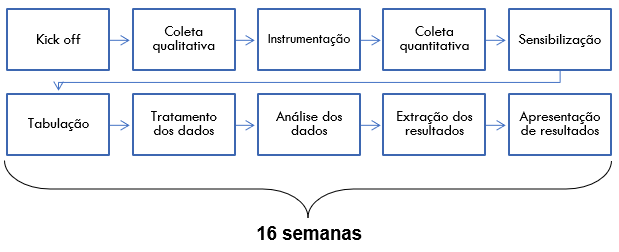 Kick off
Coleta
qualitativa
Instrumentação
Coleta
quantitativa
Sensibilização
Tabulação
Tratamento
dos dados
Análise dos
dados
Extração dos
resultados
Apresentação
de resultados
16 semanas